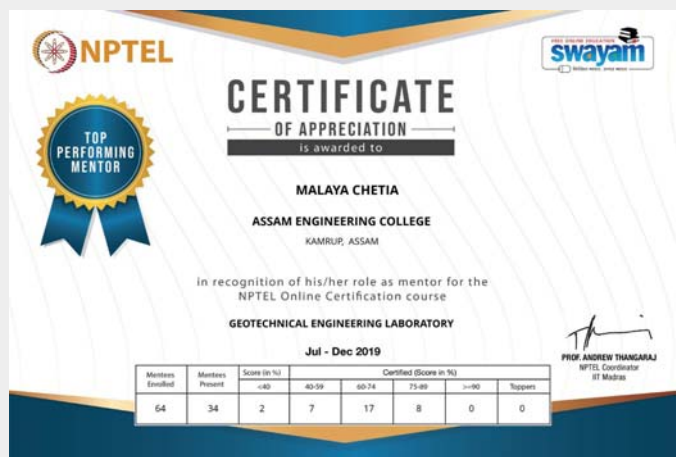 NPTEL
FREE ONLINE EDUCATION
swayam
TOP
PERFORMING
MENTOR
CERTIFICATE
OF APPRECIATION
is awarded to
MALAYA CHETIA
ASSAM ENGINEERING COLLEGE
KAMRUP, ASSAM
in recognition of his/her role as mentor for the
NPTEL Online Certification course
GEOTECHNICAL ENGINEERING LABORATORY
Jul - Dec 2019
PROF. ANDREW THANGARAJ
NPTEL Coordinator
IIT Madras
Mentees Enrolled Mentees Present Score (in %) Certified (Score in %)
<40 40-59 60-74 75-89 >=90 Toppers
64 34 2 7 17 8 0 0